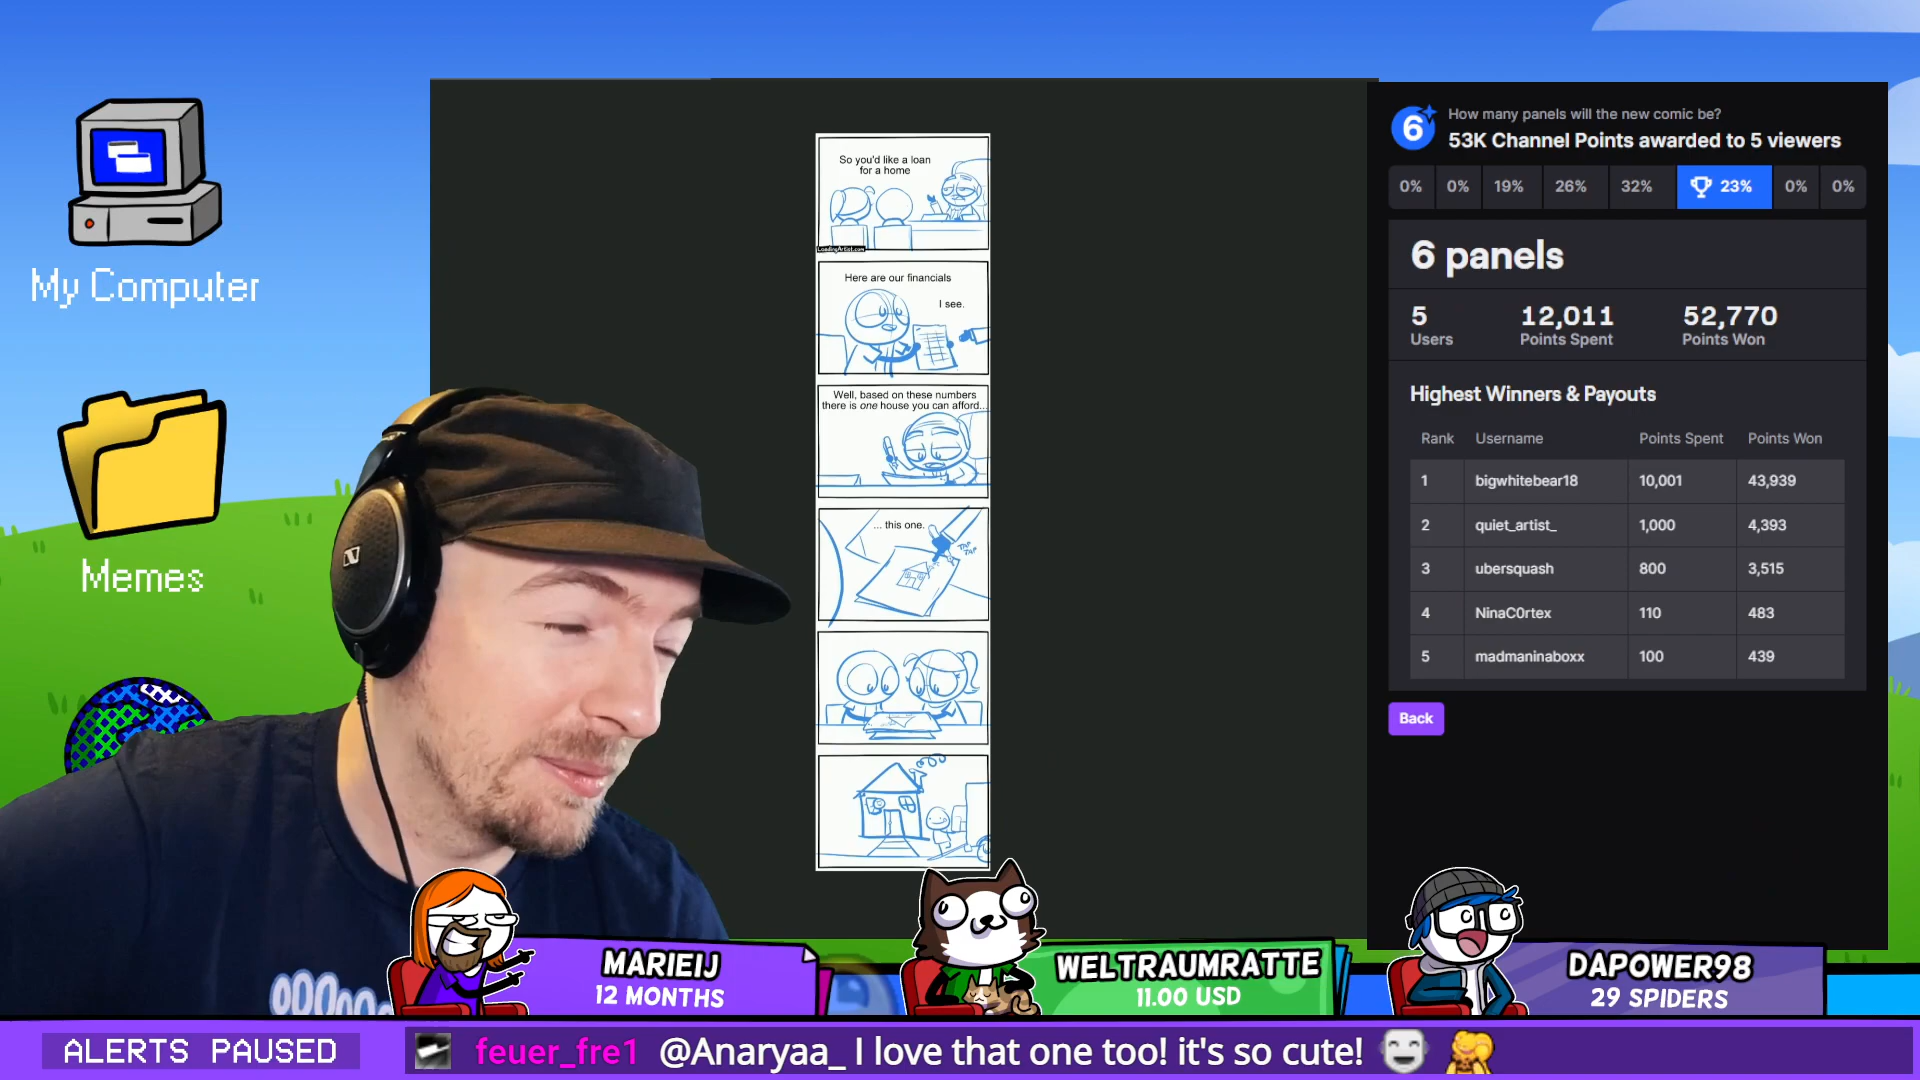 My Computer
Memes
So you'd like a loan
for a home
LoadingArtist.com
Here are our financials
I see.
Well, based on these numbers
there is one house you can afford...
... this one.
TAP
TAP
How many panels will the new comic be?
6
53K Channel Points awarded to 5 viewers
0% 0% 19% 26% 32% 23% 0% 0%
6 panels
5 12,011 52,770
Users Points Spent Points Won
Highest Winners & Payouts
Rank Username Points Spent Points Won
1 bigwhitebear18 10,001 43,939
2 quiet_artist_ 1,000 4,393
3 ubersquash 800 3,515
4 NinaC0rtex 110 483
5 madmaninaboxx 100 439
Back
MARIEIJ
12 MONTHS
WELTRAUMRATTE
11.00 USD
DAPOWER98
29 SPIDERS
ALERTS PAUSED
feuer_fre1 @Anaryaa_ I love that one too! it's so cute!